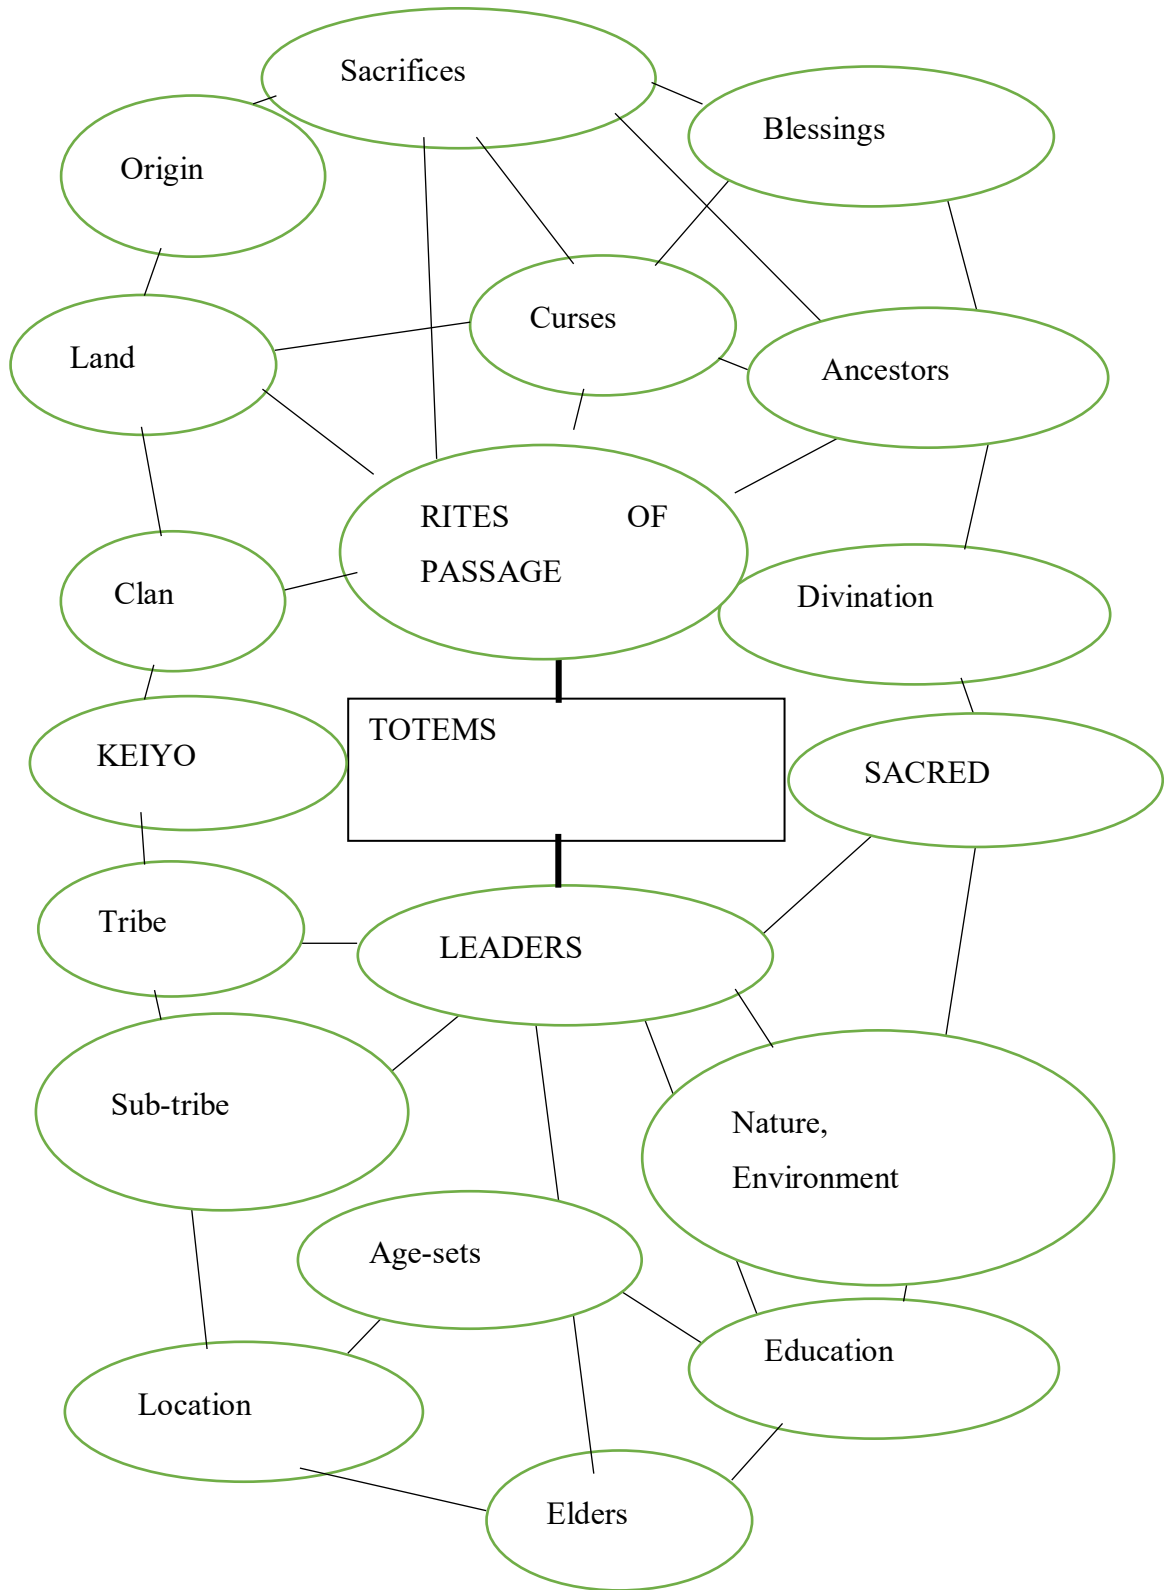 Sacrifices
Blessings
Origin
Curses
Land
Ancestors
RITES OF
PASSAGE
Clan
Divination
TOTEMS
KEIYO
SACRED
Tribe
LEADERS
Sub-tribe
Nature,
Environment
Age-sets
Education
Location
Elders